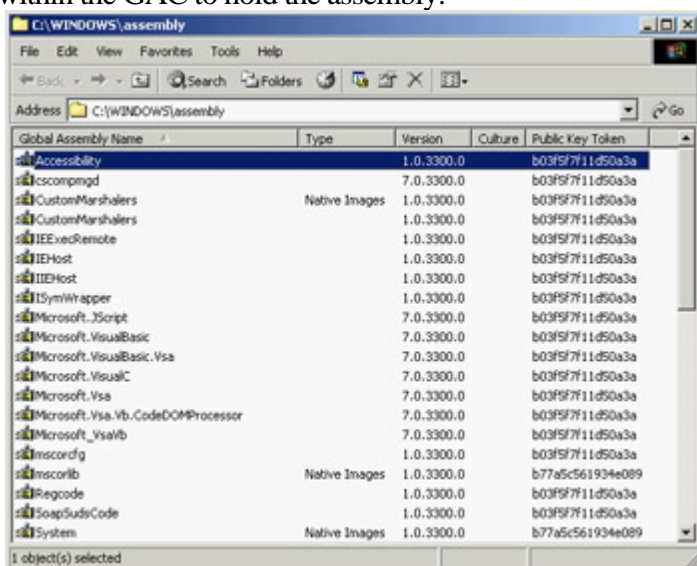 within the GAC to hold the assembly.
C:\WINDOWS\assembly
File Edit View Favorites Tools Help
Back Search Folders
Address C:\WINDOWS\assembly Go
Global Assembly Name Type Version Culture Public Key Token
Accessibility 1.0.3300.0 b03f5f7f11d50a3a
cscompmgd 7.0.3300.0 b03f5f7f11d50a3a
CustomMarshalers Native Images 1.0.3300.0 b03f5f7f11d50a3a
CustomMarshalers 1.0.3300.0 b03f5f7f11d50a3a
IEExecRemote 1.0.3300.0 b03f5f7f11d50a3a
IEHost 1.0.3300.0 b03f5f7f11d50a3a
IIEHost 1.0.3300.0 b03f5f7f11d50a3a
ISymWrapper 1.0.3300.0 b03f5f7f11d50a3a
Microsoft.JScript 7.0.3300.0 b03f5f7f11d50a3a
Microsoft.VisualBasic 7.0.3300.0 b03f5f7f11d50a3a
Microsoft.VisualBasic.Vsa 7.0.3300.0 b03f5f7f11d50a3a
Microsoft.VisualC 7.0.3300.0 b03f5f7f11d50a3a
Microsoft.Vsa 7.0.3300.0 b03f5f7f11d50a3a
Microsoft.Vsa.Vb.CodeDOMProcessor 7.0.3300.0 b03f5f7f11d50a3a
Microsoft_VsaVb 7.0.3300.0 b03f5f7f11d50a3a
mscorcfg 1.0.3300.0 b03f5f7f11d50a3a
mscorlib Native Images 1.0.3300.0 b77a5c561934e089
Regcode 1.0.3300.0 b03f5f7f11d50a3a
SoapSudsCode 1.0.3300.0 b03f5f7f11d50a3a
System Native Images 1.0.3300.0 b77a5c561934e089
1 object(s) selected